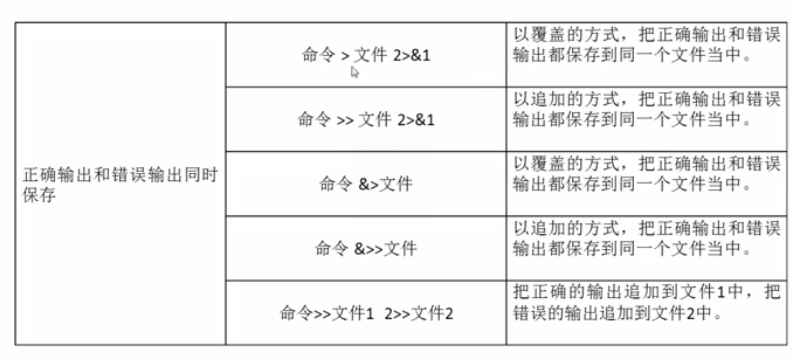 正确输出和错误输出同时
保存
命令 > 文件 2>&1
以覆盖的方式，把正确输出和错误
输出都保存到同一个文件当中。
命令 >> 文件 2>&1
以追加的方式，把正确输出和错误
输出都保存到同一个文件当中。
命令 &>文件
以覆盖的方式，把正确输出和错误
输出都保存到同一个文件当中。
命令 &>>文件
以追加的方式，把正确输出和错误
输出都保存到同一个文件当中。
命令>>文件1 2>>文件2
把正确的输出追加到文件1中，把
错误的输出追加到文件2中。